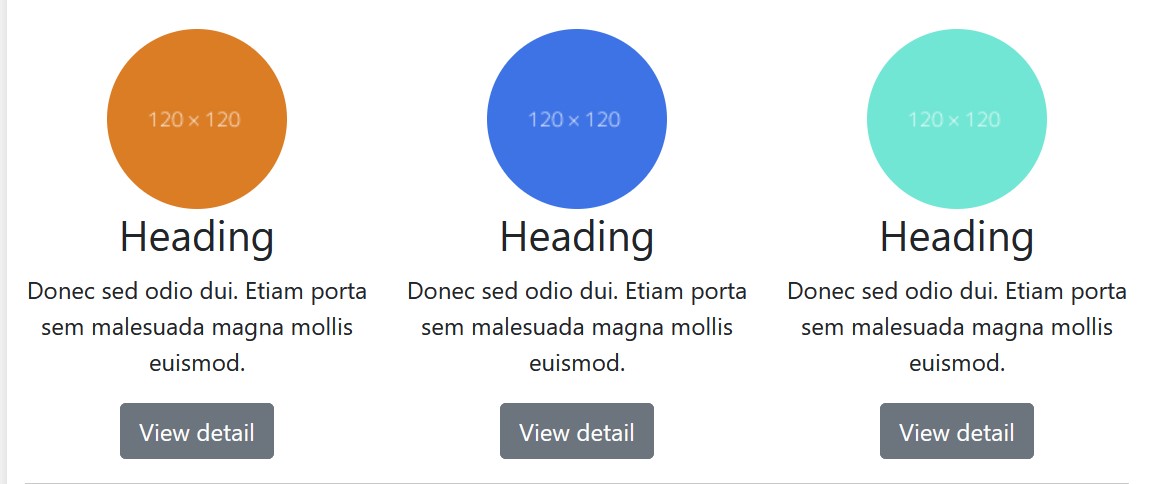 120 × 120
120 × 120
120 × 120
Heading
Heading
Heading
Donec sed odio dui. Etiam porta
sem malesuada magna mollis
euismod.
Donec sed odio dui. Etiam porta
sem malesuada magna mollis
euismod.
Donec sed odio dui. Etiam porta
sem malesuada magna mollis
euismod.
View detail
View detail
View detail